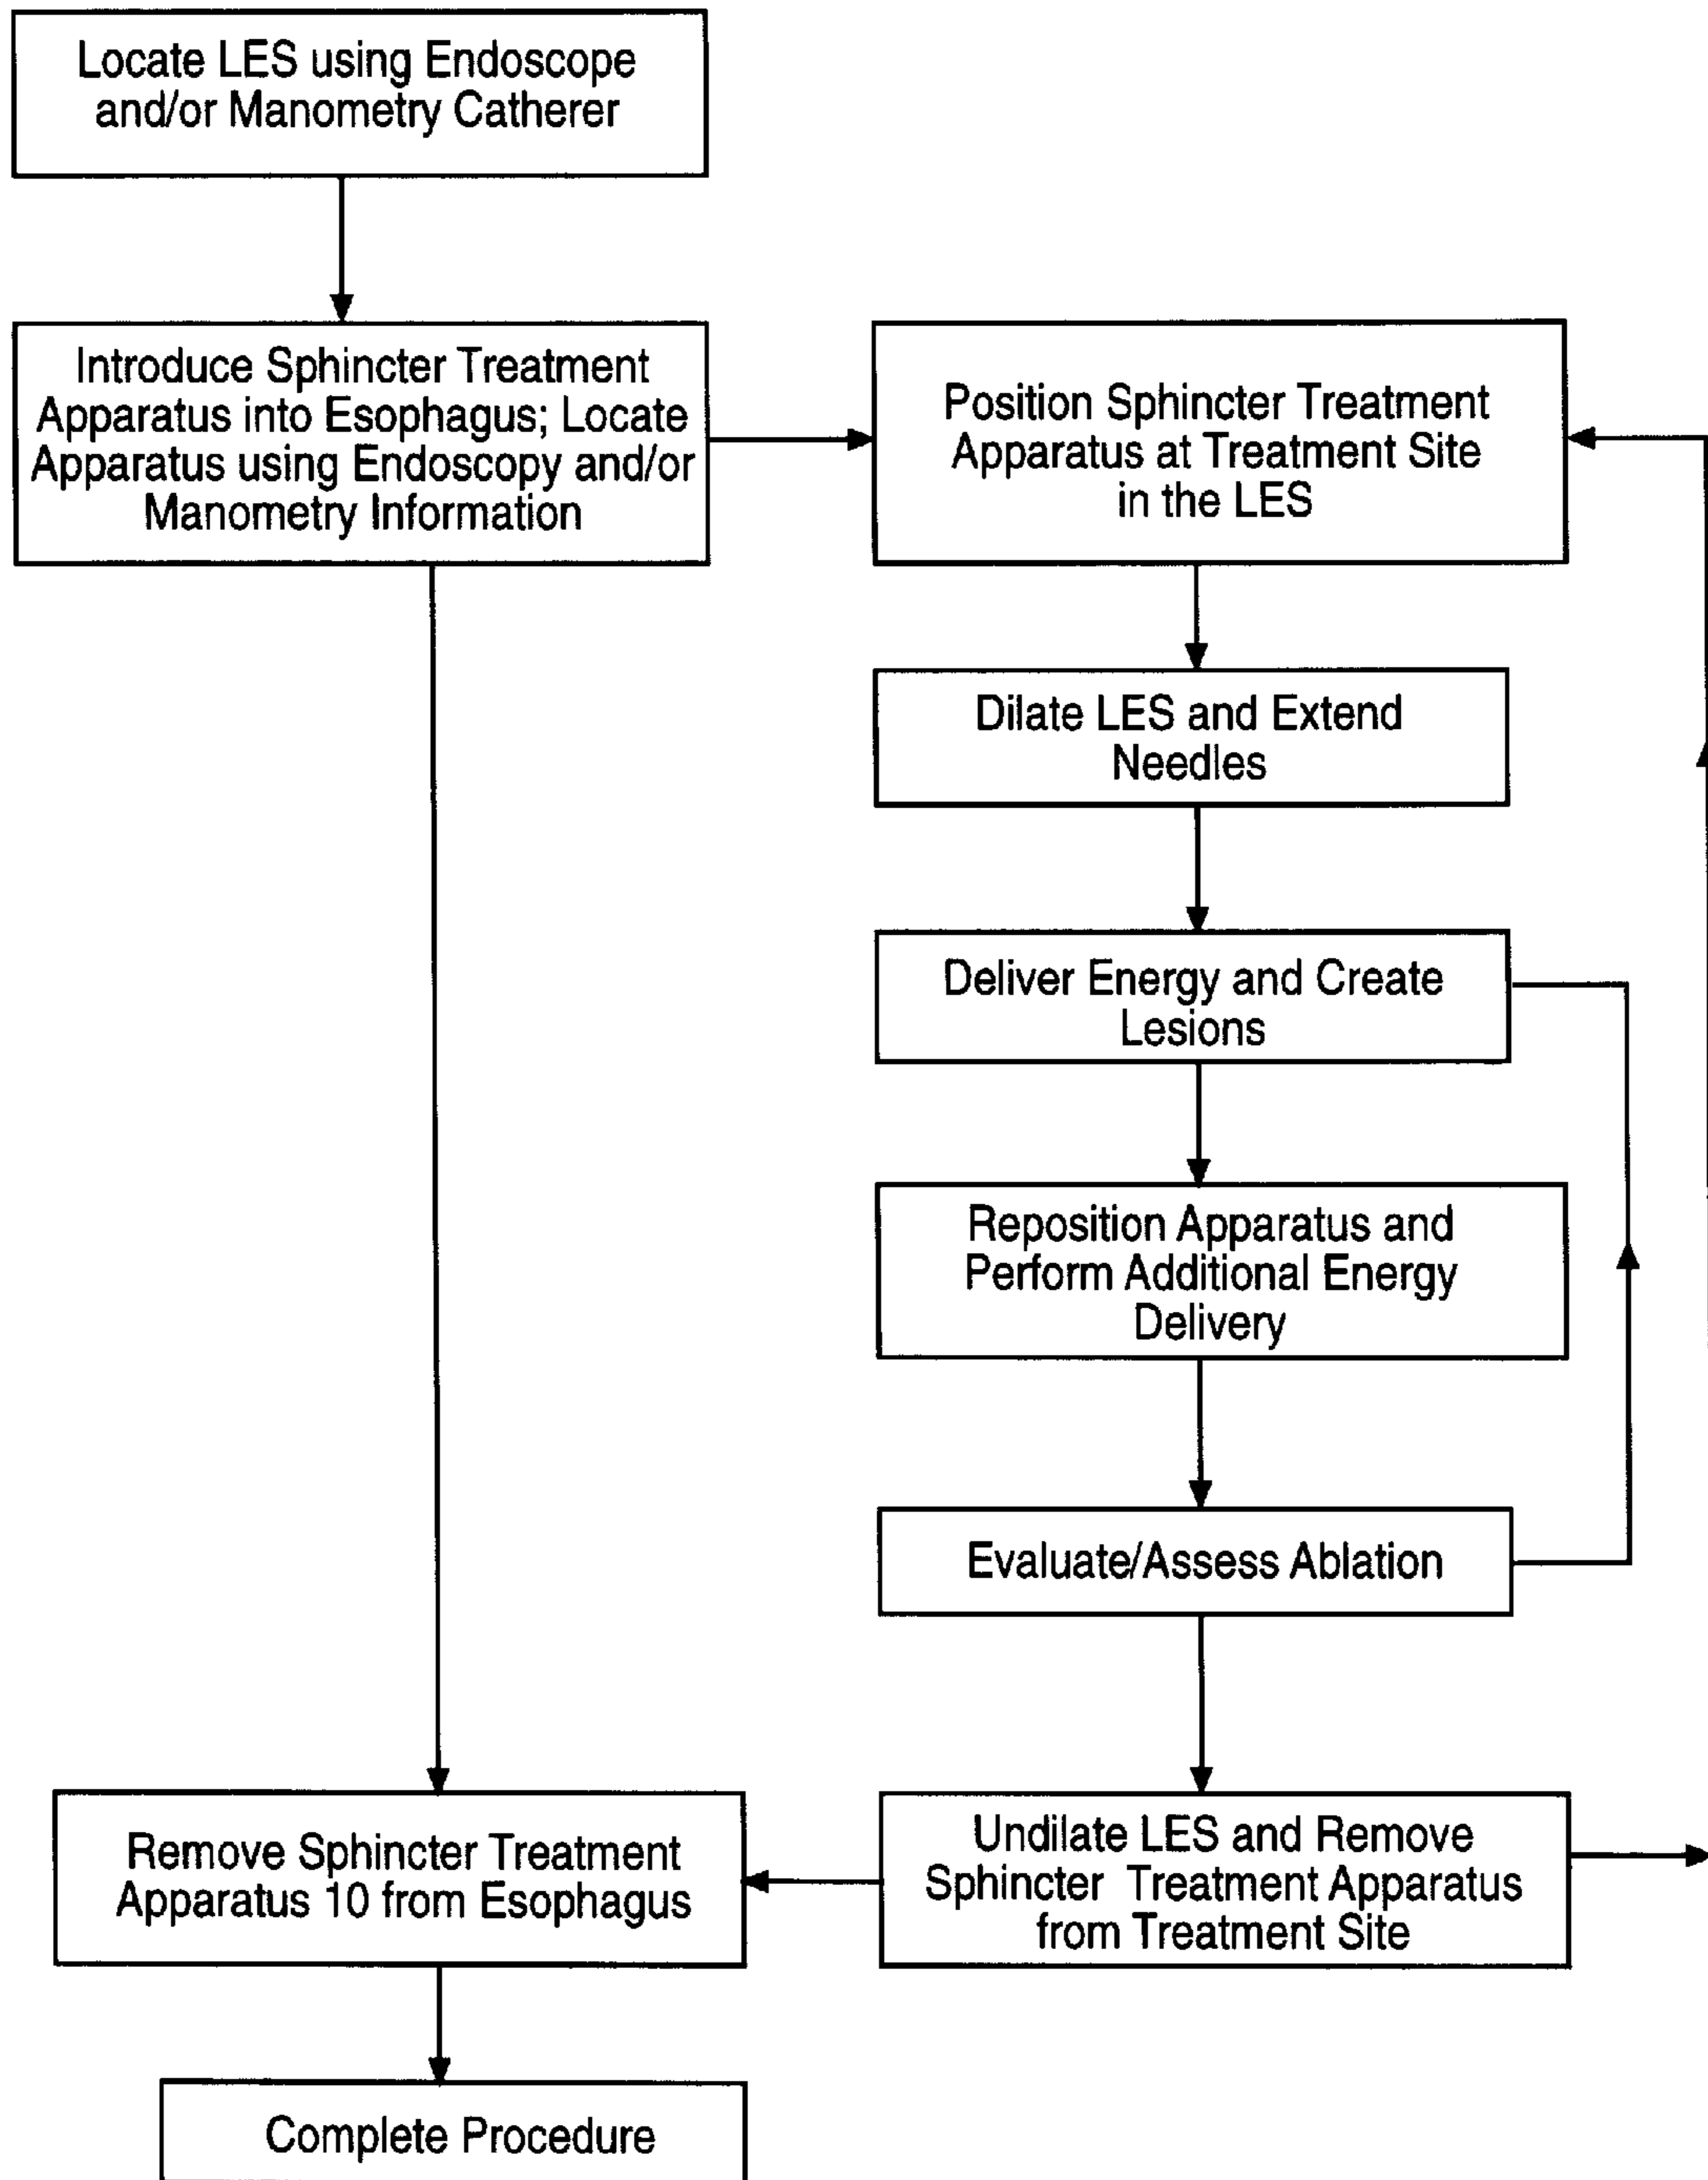 Locate LES using Endoscope
and/or Manometry Catherer
Introduce Sphincter Treatment
Apparatus into Esophagus; Locate
Apparatus using Endoscopy and/or
Manometry Information
Position Sphincter Treatment
Apparatus at Treatment Site
in the LES
Dilate LES and Extend
Needles
Deliver Energy and Create
Lesions
Reposition Apparatus and
Perform Additional Energy
Delivery
Evaluate/Assess Ablation
Undilate LES and Remove
Sphincter Treatment Apparatus
from Treatment Site
Remove Sphincter Treatment
Apparatus 10 from Esophagus
Complete Procedure